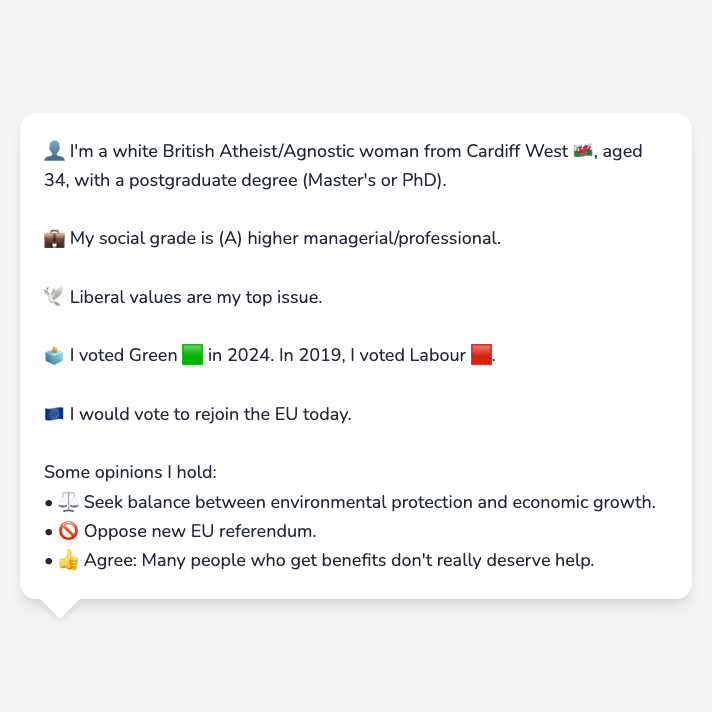 👤 I'm a white British Atheist/Agnostic woman from Cardiff West 🏴󠁧󠁢󠁷󠁬󠁳󠁿, aged
34, with a postgraduate degree (Master's or PhD).
💼 My social grade is (A) higher managerial/professional.
🕊️ Liberal values are my top issue.
🗳️ I voted Green 🟩 in 2024. In 2019, I voted Labour 🟥.
🇪🇺 I would vote to rejoin the EU today.
Some opinions I hold:
• ⚖️ Seek balance between environmental protection and economic growth.
• 🚫 Oppose new EU referendum.
• 👍 Agree: Many people who get benefits don't really deserve help.